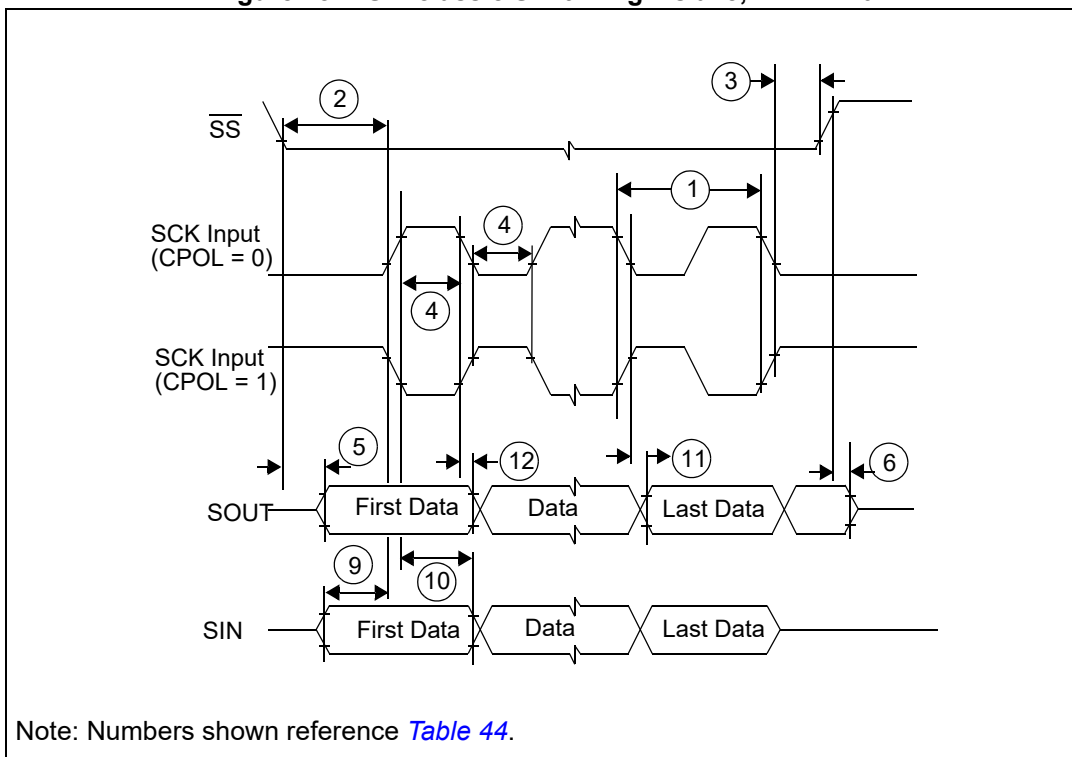 2
3
SS
1
SCK Input
(CPOL = 0)
4
4
SCK Input
(CPOL = 1)
5
12
11
6
SOUT
First Data
Data
Last Data
9
10
SIN
First Data
Data
Last Data
Note: Numbers shown reference Table 44.